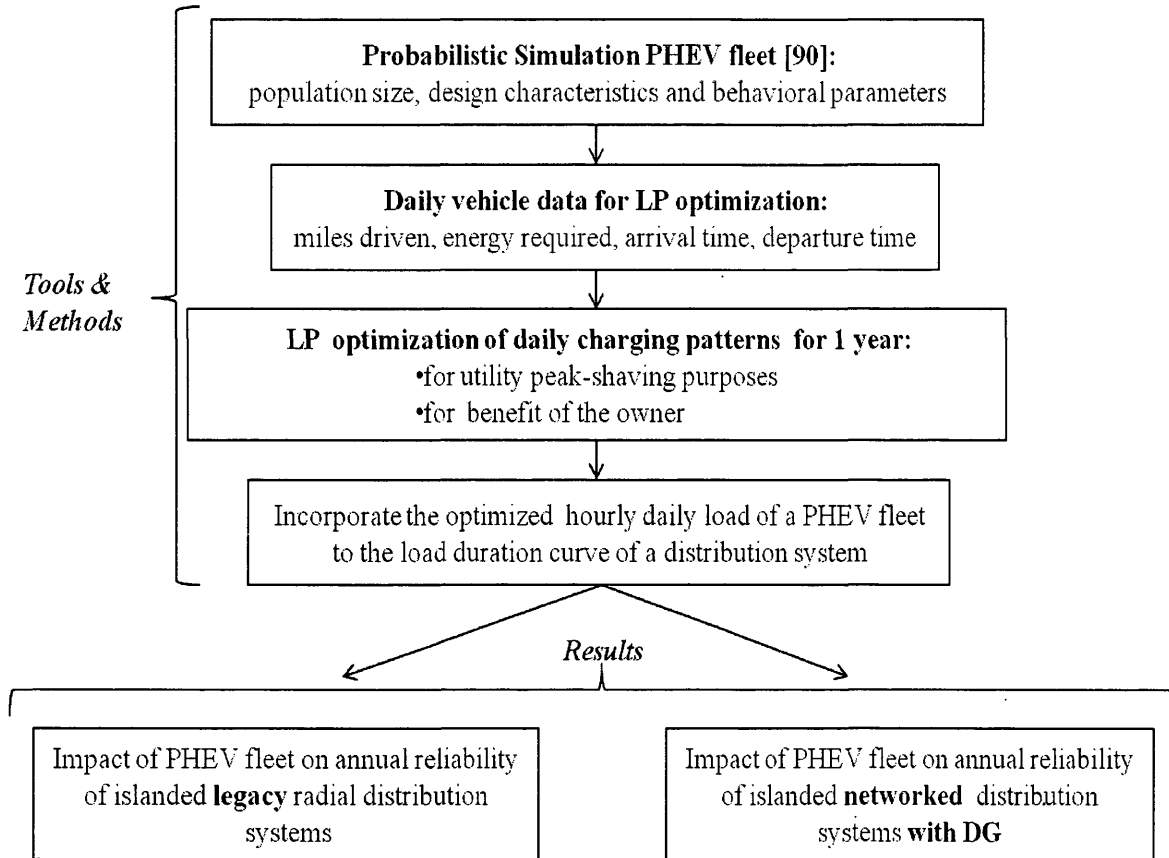 Probabilistic Simulation PHEV fleet [90]:
population size, design characteristics and behavioral parameters
Daily vehicle data for LP optimization:
miles driven, energy required, arrival time, departure time
Tools &
Methods
LP optimization of daily charging patterns for 1 year:
•for utility peak-shaving purposes
•for benefit of the owner
Incorporate the optimized hourly daily load of a PHEV fleet
to the load duration curve of a distribution system
Results
Impact of PHEV fleet on annual reliability
of islanded legacy radial distribution
systems
Impact of PHEV fleet on annual reliability
of islanded networked distribution
systems with DG